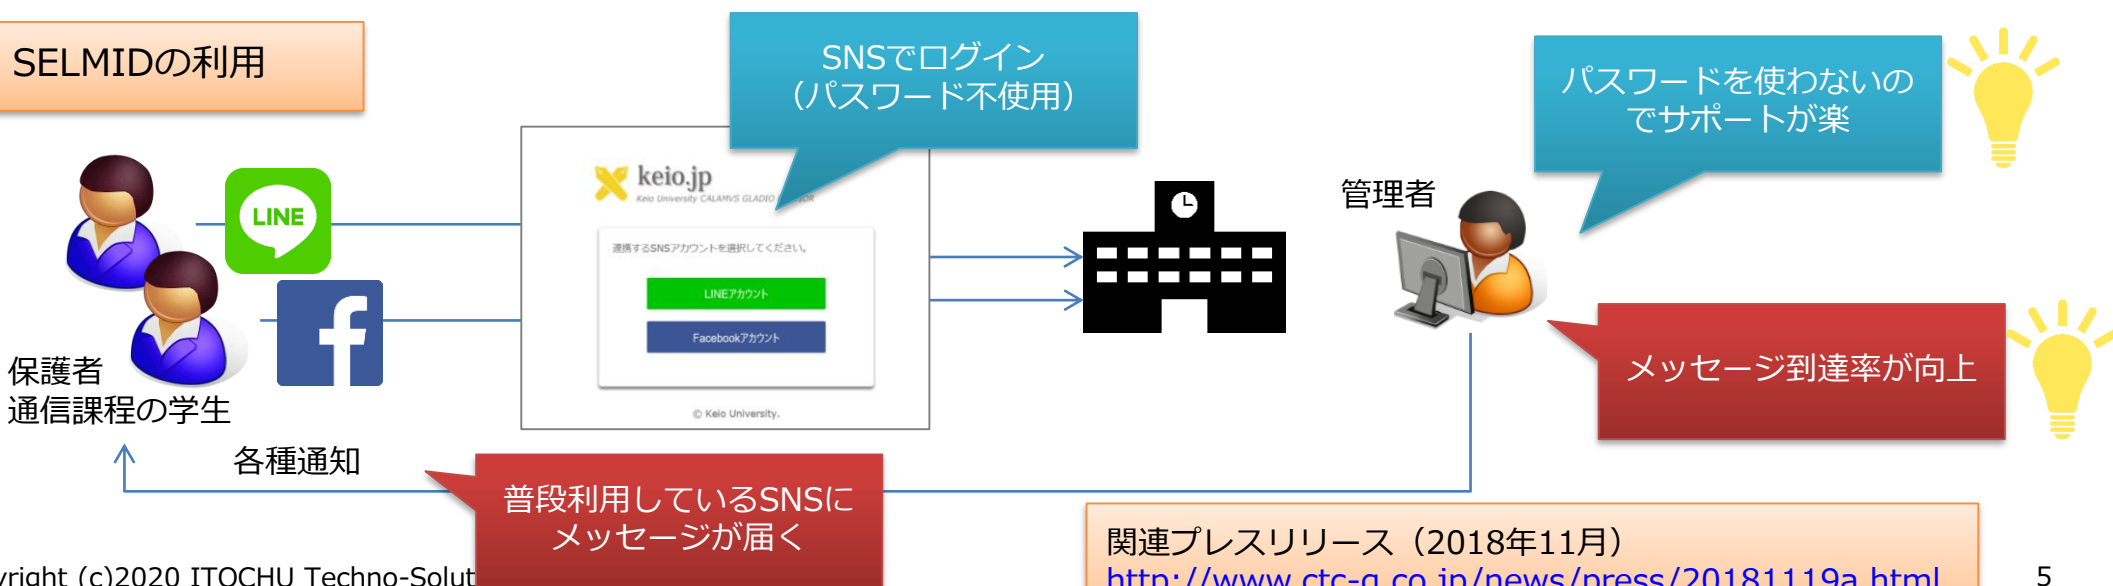 SELMIDの利用
SNSでログイン
（パスワード不使用）
パスワードを使わないの
でサポートが楽
LINE
keio.jp
Keio University CALAMVS GLADIO
連携するSNSアカウントを選択してください。
LINEアカウント
Facebookアカウント
© Keio University.
管理者
メッセージ到達率が向上
保護者
通信課程の学生
各種通知
普段利用しているSNSに
メッセージが届く
関連プレスリリース（2018年11月）
http://www.ctc-g.co.jp/news/press/20181119a.html
(c)2020 ITOCHU
5